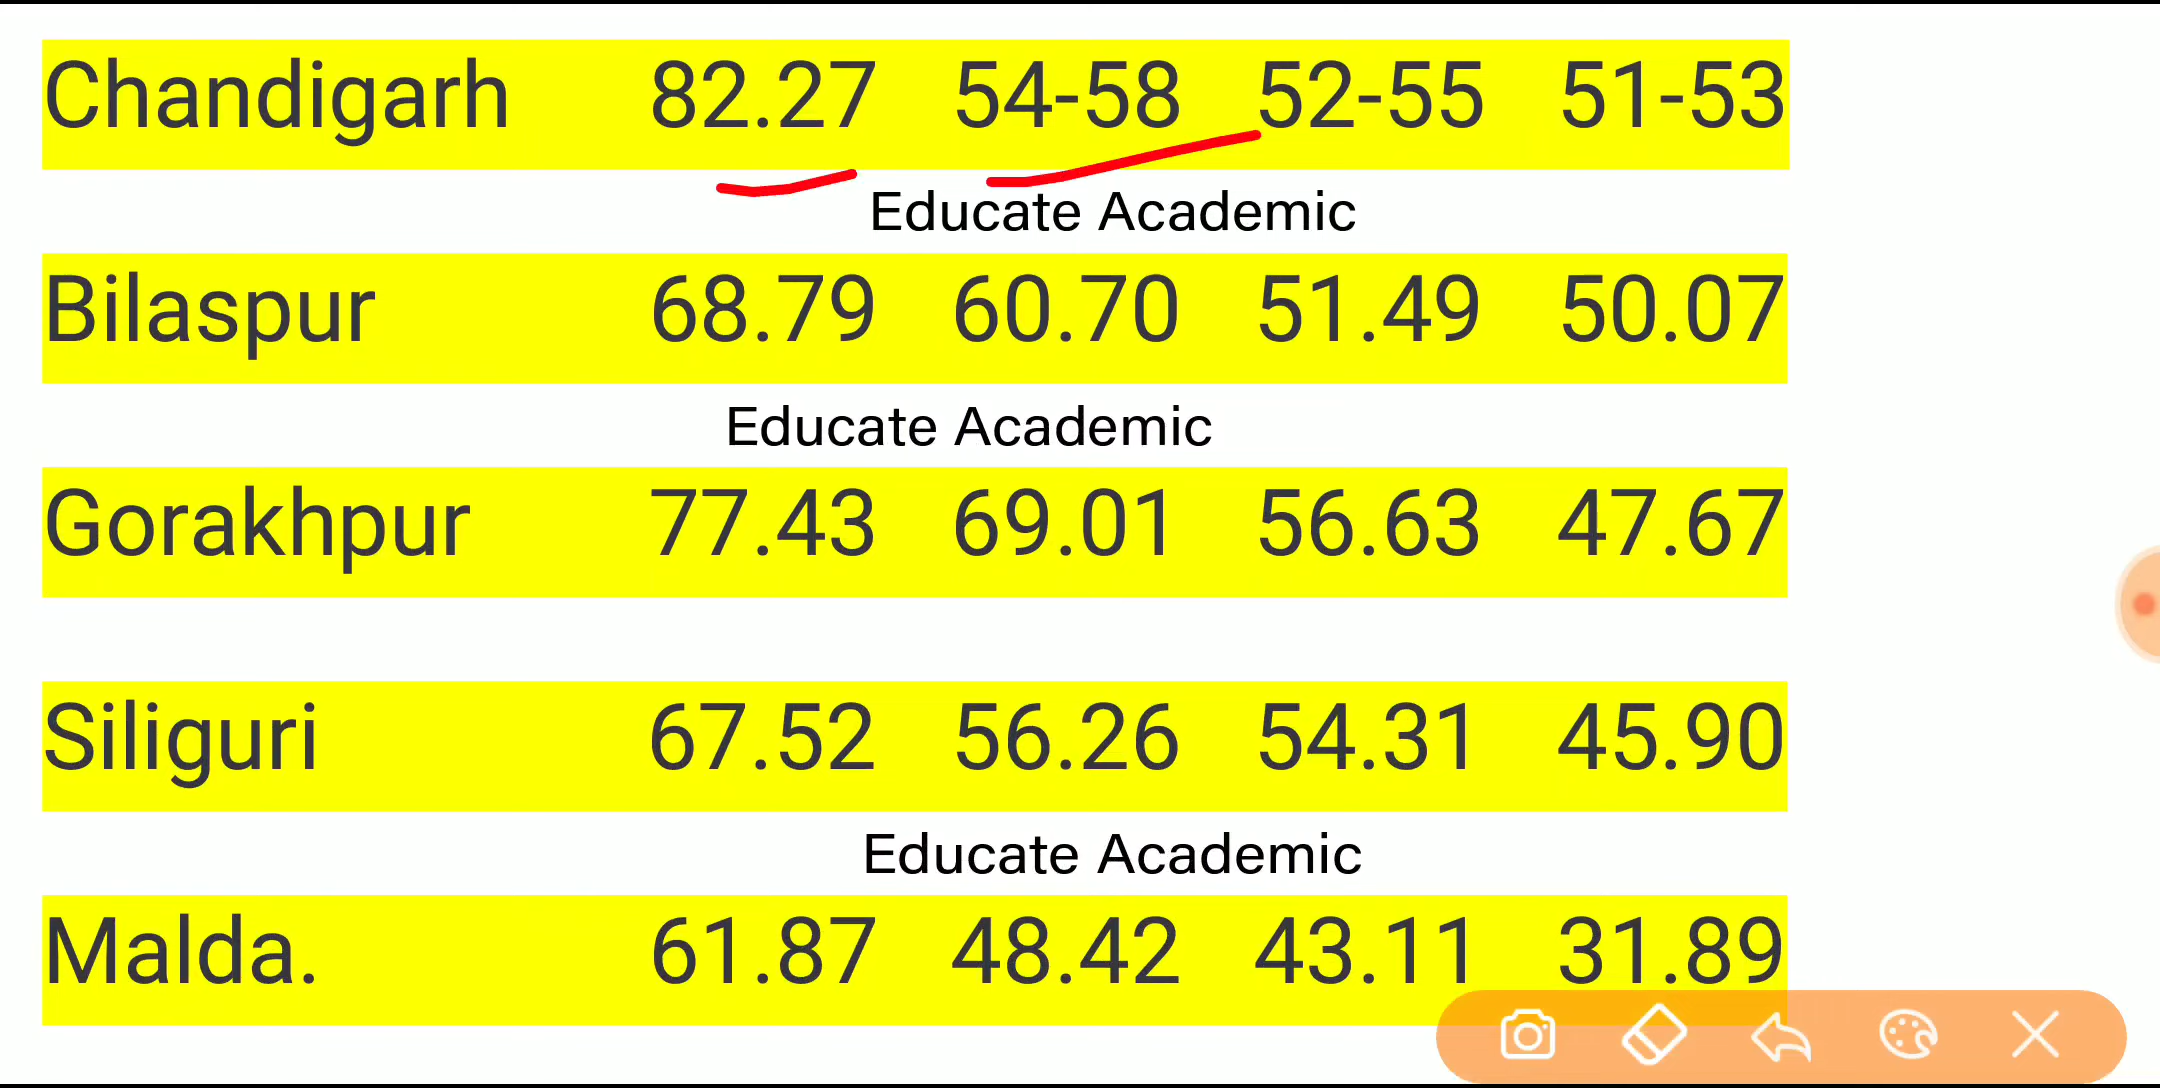 Chandigarh 82.27 54-58 52-55 51-53
Educate Academic
Bilaspur 68.79 60.70 51.49 50.07
Educate Academic
Gorakhpur 77.43 69.01 56.63 47.67
Siliguri 67.52 56.26 54.31 45.90
Educate Academic
Malda. 61.87 48.42 43.11 31.89